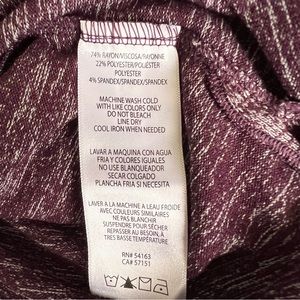 74% RAYON/VISCOSA/RAYONNE
22% POLYESTER/POLIÉSTER
POLYESTER
4% SPANDEX/SPANDEX/SPANDEX
MACHINE WASH COLD
WITH LIKE COLORS ONLY
DO NOT BLEACH
LINE DRY
COOL IRON WHEN NEEDED
LAVAR A MAQUINA CON AGUA
FRIA Y COLORES IGUALES
NO USE BLANQUEADOR
SECAR COLGADO
PLANCHA FRIA SI NECESITA
LAVER A LA MACHINE A L'EAU FROIDE
AVEC COULEURS SIMILAIRES
NE PAS BLANCHIR
SUSPENDRE POUR SÉCHER
REPASSER AU BESOIN, À
TRES BASSE TEMPÉRATURE
RN# 54163
CA# 57151